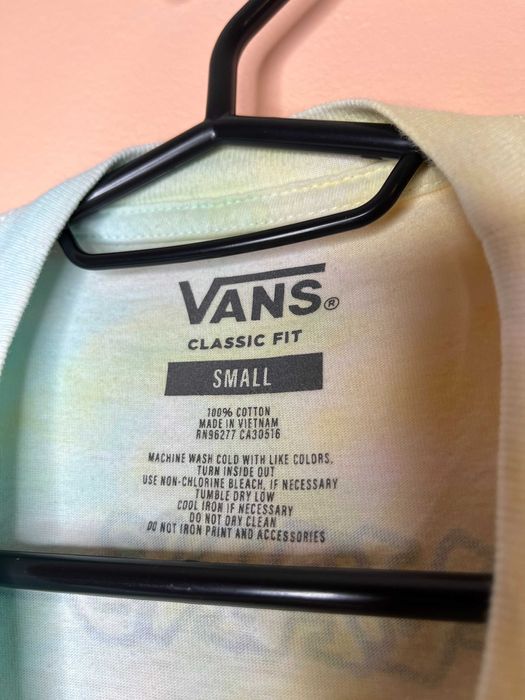 VANS®
CLASSIC FIT
SMALL
100% COTTON
MADE IN VIETNAM
RN96277 CA30516
MACHINE WASH COLD WITH LIKE COLORS,
TURN INSIDE OUT
USE NON-CHLORINE BLEACH, IF NECESSARY
TUMBLE DRY LOW
COOL IRON IF NECESSARY
DO NOT DRY CLEAN
DO NOT IRON PRINT AND ACCESSORIES